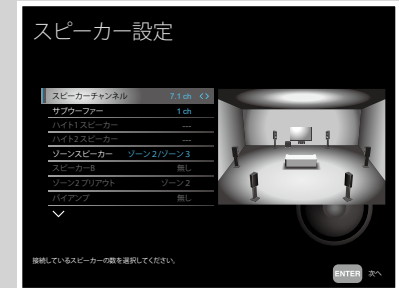 スピーカー設定
スピーカーチャンネル 7.1 ch <>
サブウーファー 1 ch
ハイト1 スピーカー ---
ハイト2 スピーカー ---
ゾーンスピーカー ゾーン 2/ゾーン 3
スピーカーB 無し
ゾーン2 プリアウト ゾーン 2
バイアンプ 無し
接続しているスピーカーの数を選択してください。
ENTER 次へ